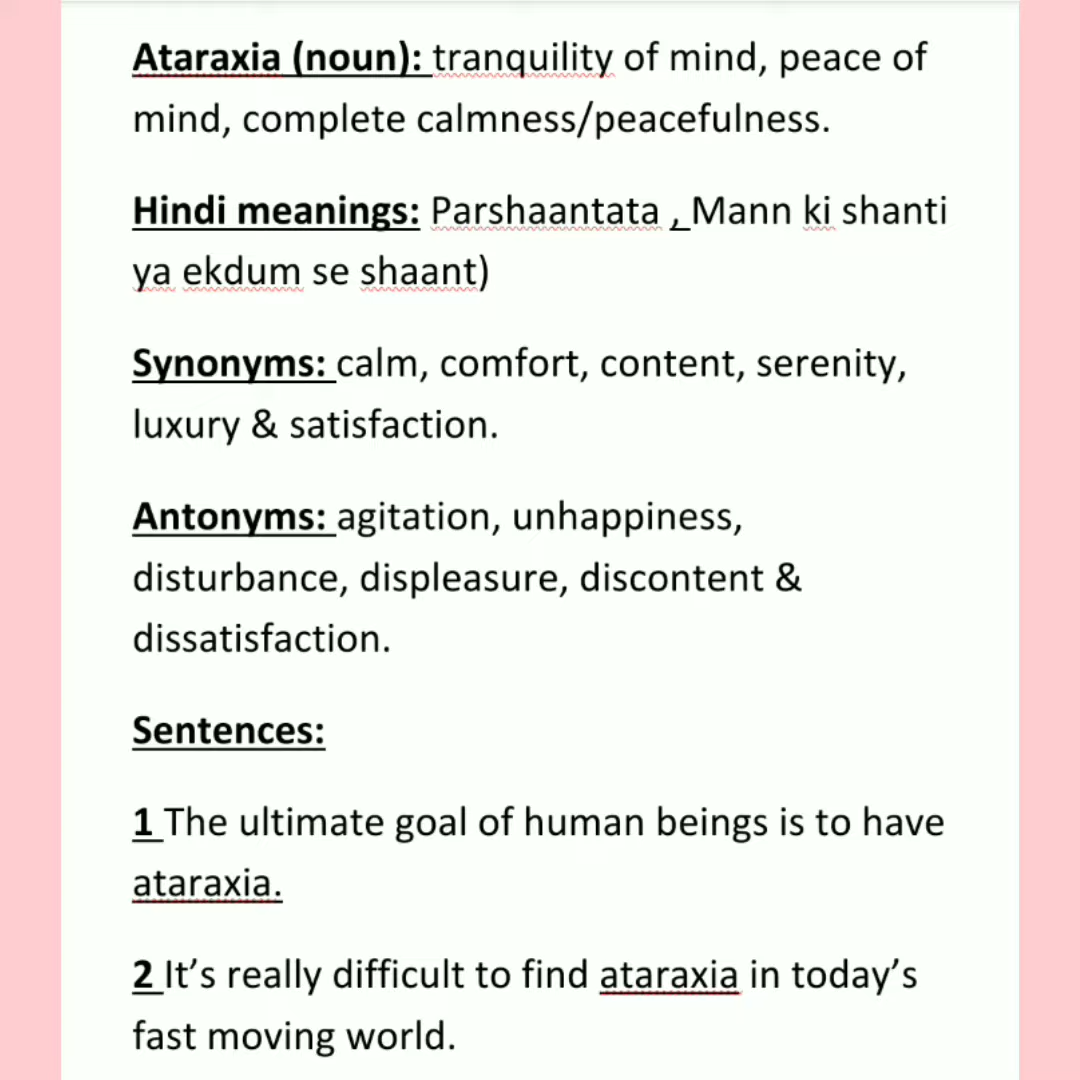 Ataraxia (noun): tranquility of mind, peace of
mind, complete calmness/peacefulness.
Hindi meanings: Parshaantata , Mann ki shanti
ya ekdum se shaant)
Synonyms: calm, comfort, content, serenity,
luxury & satisfaction.
Antonyms: agitation, unhappiness,
disturbance, displeasure, discontent &
dissatisfaction.
Sentences:
1 The ultimate goal of human beings is to have
ataraxia.
2 It’s really difficult to find ataraxia in today’s
fast moving world.